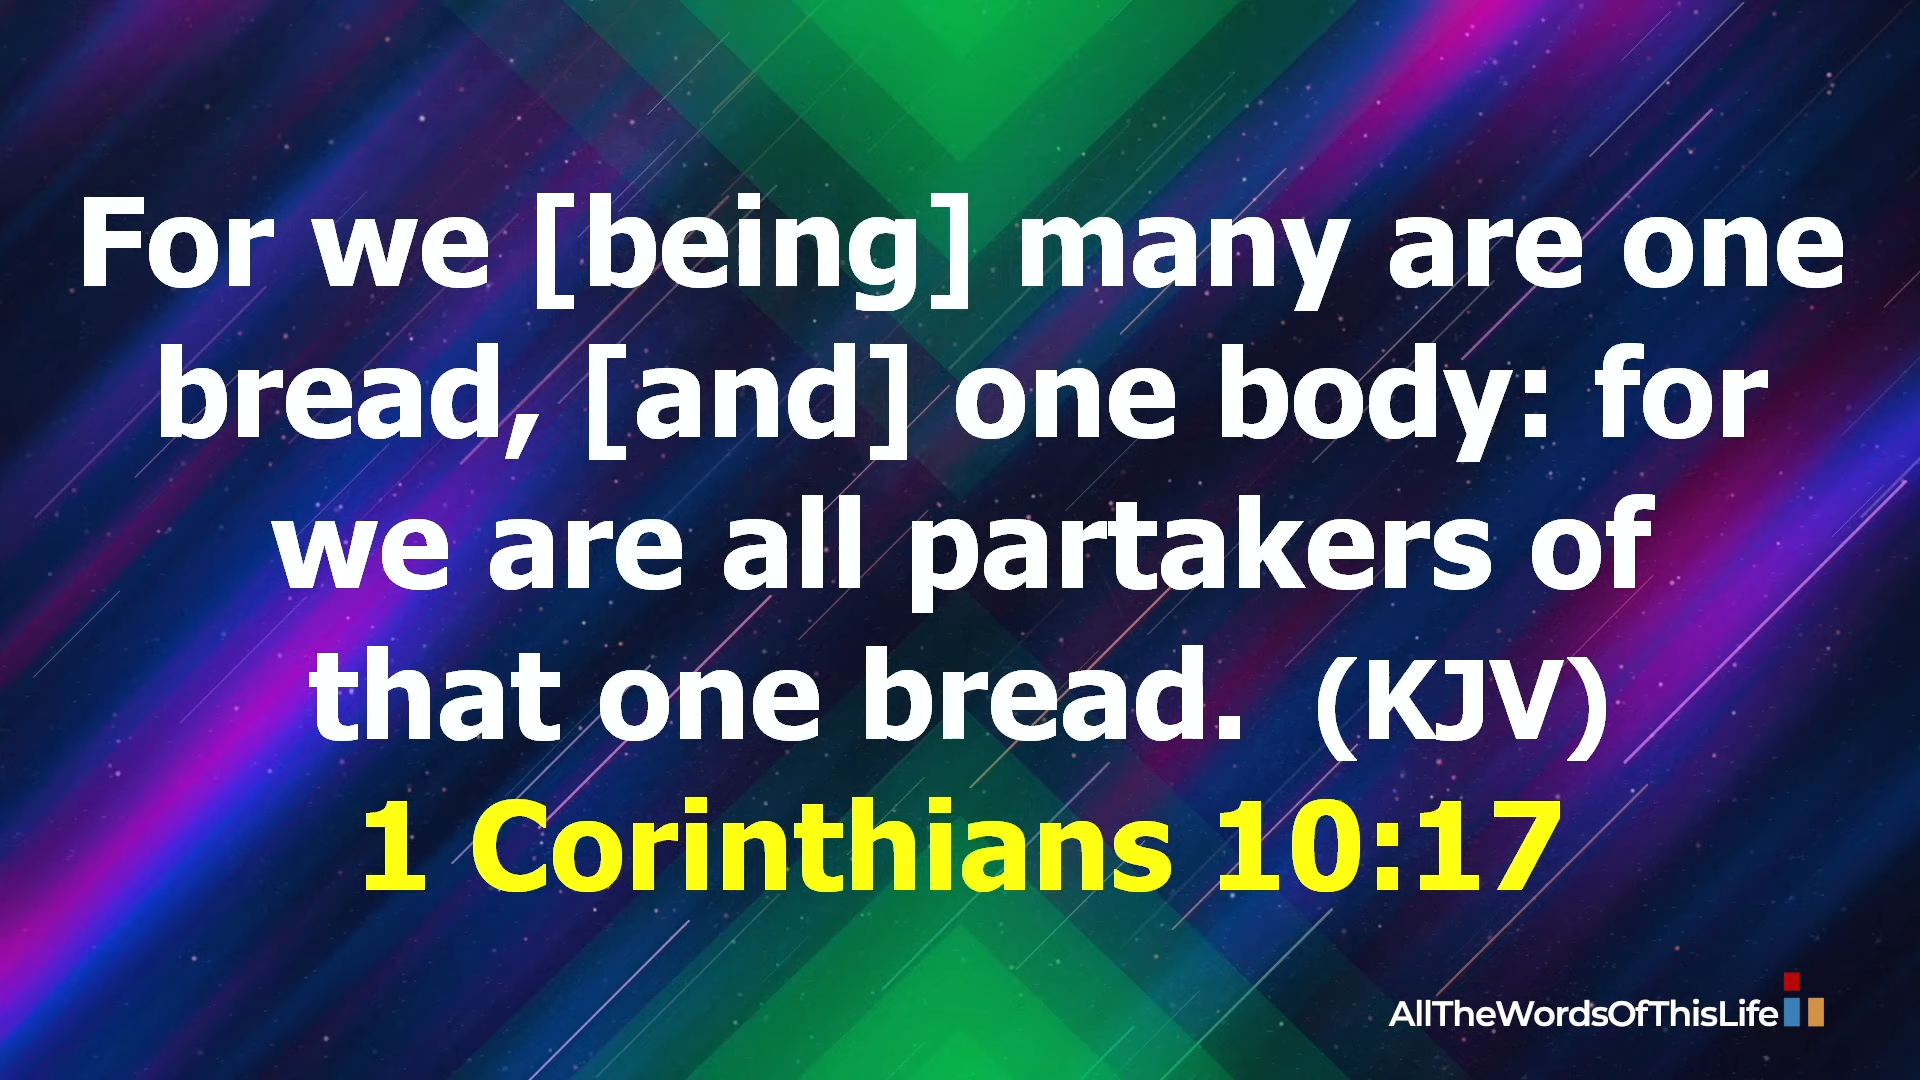 For we [being] many are one
bread, [and] one body: for
we are all partakers of
that one bread.  (KJV)
1 Corinthians 10:17
AllTheWordsOfThisLife